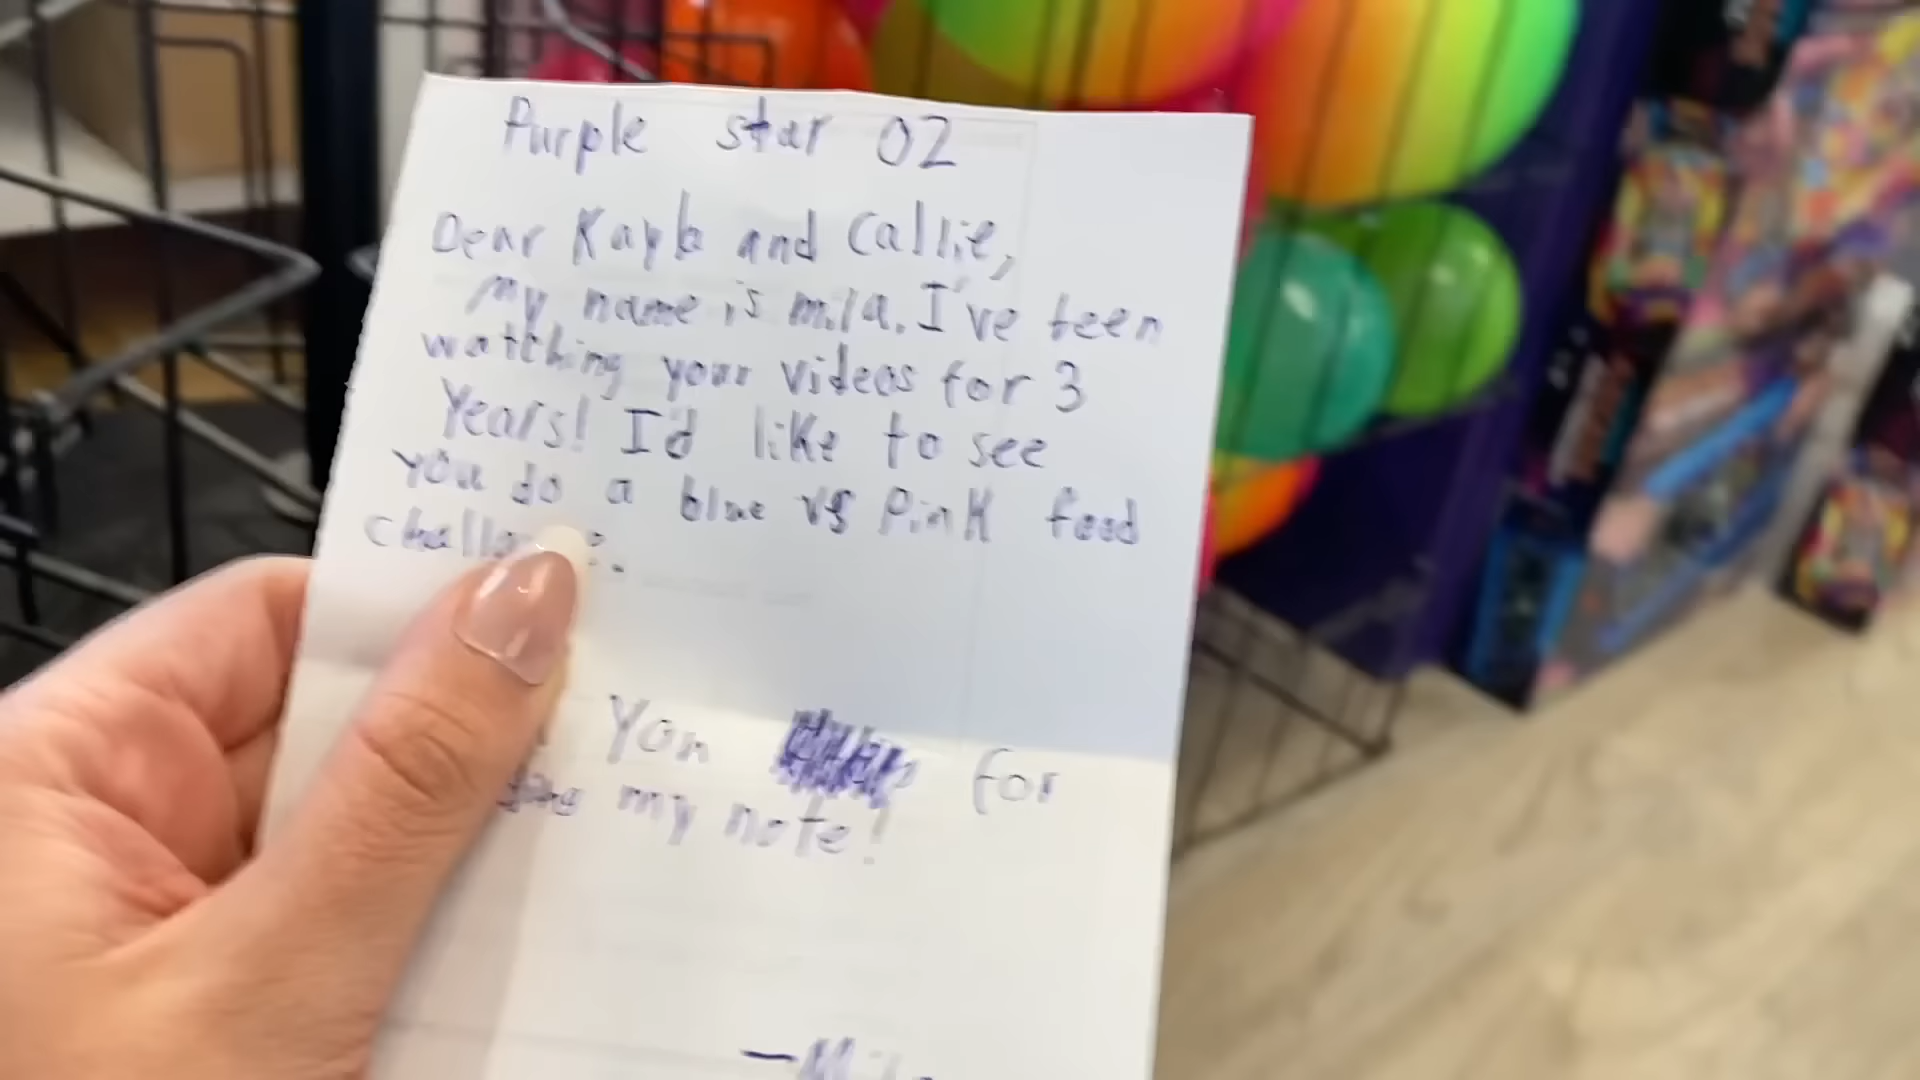 Purple star 02
Dear Kayla and Callie,
My name is mila. I've been
watching your videos for 3
Years! I'd like to see
you do a blue vs Pink food
You for
my note!